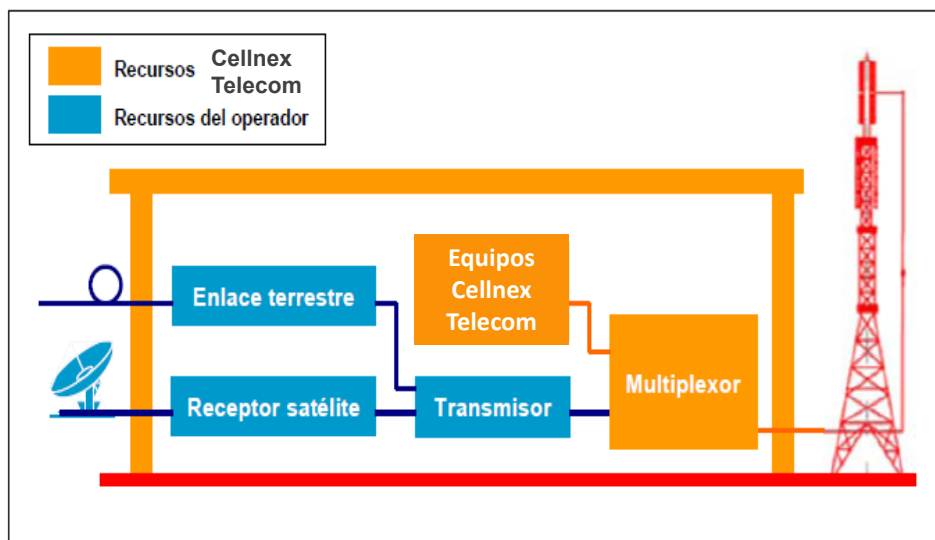 Recursos Cellnex
Telecom
Recursos del operador
Equipos
Cellnex
Telecom
Enlace terrestre
Multiplexor
Receptor satélite
Transmisor